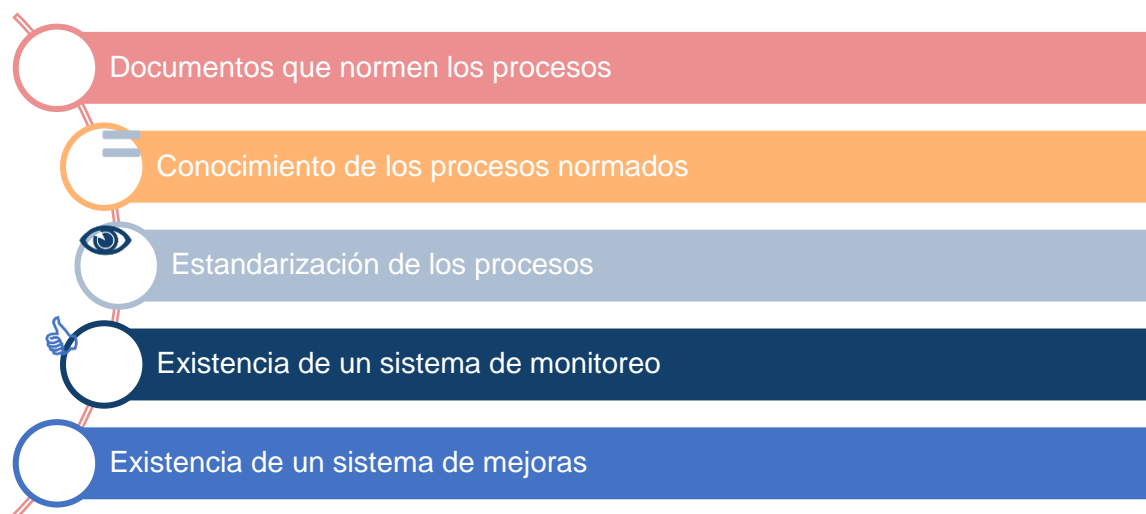 Documentos que normen los procesos
Conocimiento de los procesos normados
Estandarización de los procesos
Existencia de un sistema de monitoreo
Existencia de un sistema de mejoras